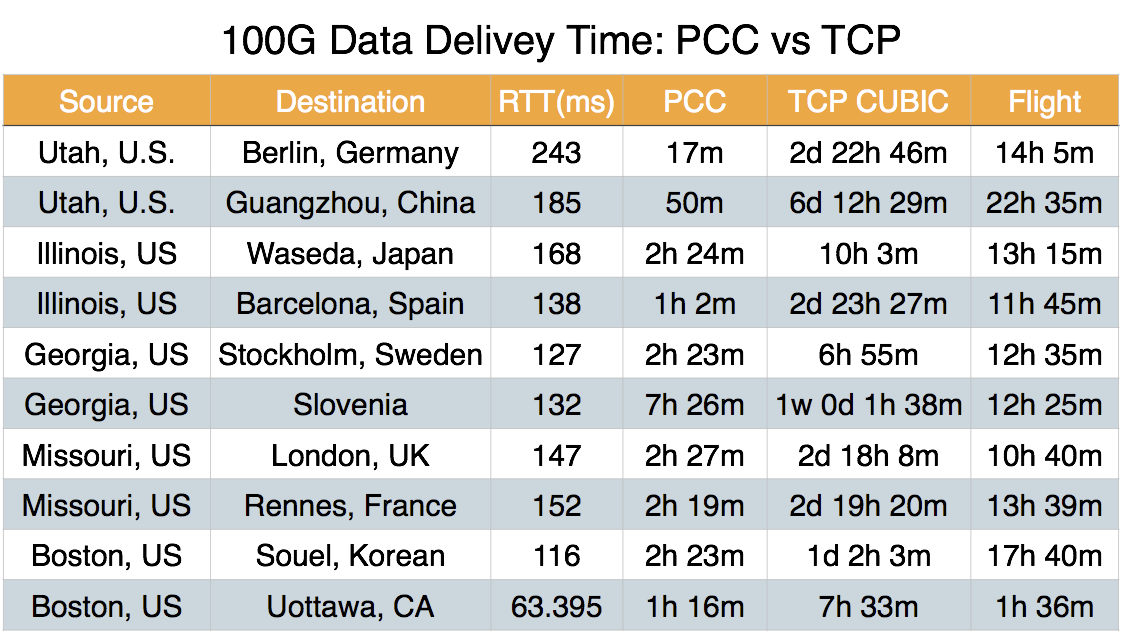 100G Data Delivey Time: PCC vs TCP
Source Destination RTT(ms) PCC TCP CUBIC Flight
Utah, U.S. Berlin, Germany 243 17m 2d 22h 46m 14h 5m
Utah, U.S. Guangzhou, China 185 50m 6d 12h 29m 22h 35m
Illinois, US Waseda, Japan 168 2h 24m 10h 3m 13h 15m
Illinois, US Barcelona, Spain 138 1h 2m 2d 23h 27m 11h 45m
Georgia, US Stockholm, Sweden 127 2h 23m 6h 55m 12h 35m
Georgia, US Slovenia 132 7h 26m 1w 0d 1h 38m 12h 25m
Missouri, US London, UK 147 2h 27m 2d 18h 8m 10h 40m
Missouri, US Rennes, France 152 2h 19m 2d 19h 20m 13h 39m
Boston, US Souel, Korean 116 2h 23m 1d 2h 3m 17h 40m
Boston, US Uottawa, CA 63.395 1h 16m 7h 33m 1h 36m